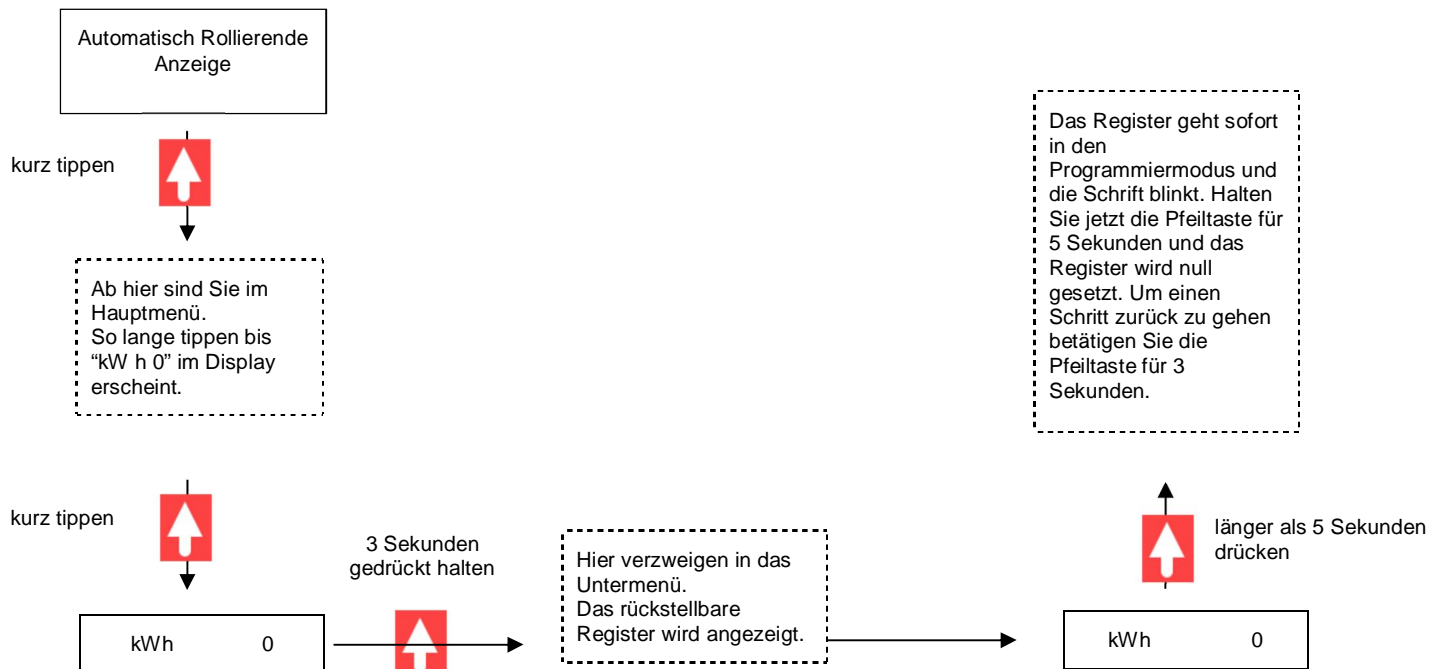 Automatisch Rollierende
Anzeige
kurz tippen
Ab hier sind Sie im
Hauptmenü.
So lange tippen bis
“kW h 0” im Display
erscheint.
kurz tippen
kWh 0
3 Sekunden
gedrückt halten
Hier verzweigen in das
Untermenü.
Das rückstellbare
Register wird angezeigt.
kWh 0
länger als 5 Sekunden
drücken
Das Register geht sofort
in den
Programmiermodus und
die Schrift blinkt. Halten
Sie jetzt die Pfeiltaste für
5 Sekunden und das
Register wird null
gesetzt. Um einen
Schritt zurück zu gehen
betätigen Sie die
Pfeiltaste für 3
Sekunden.